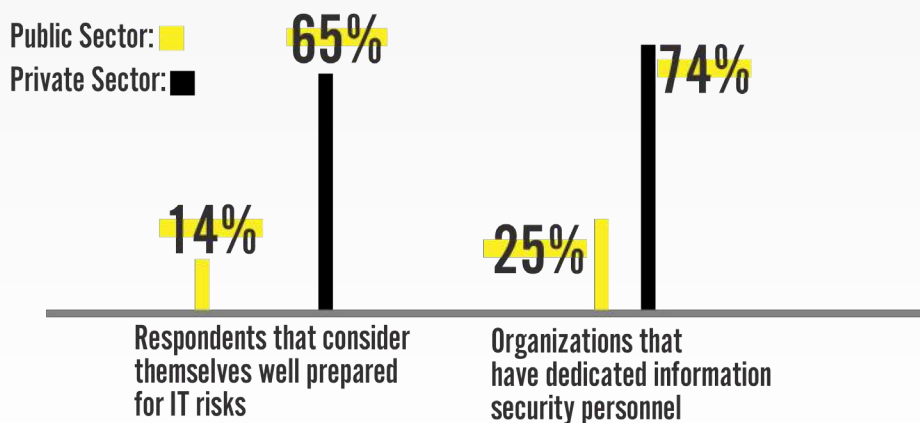 Public Sector:
Private Sector:
65%
74%
14%
25%
Respondents that consider
themselves well prepared
for IT risks
Organizations that
have dedicated information
security personnel